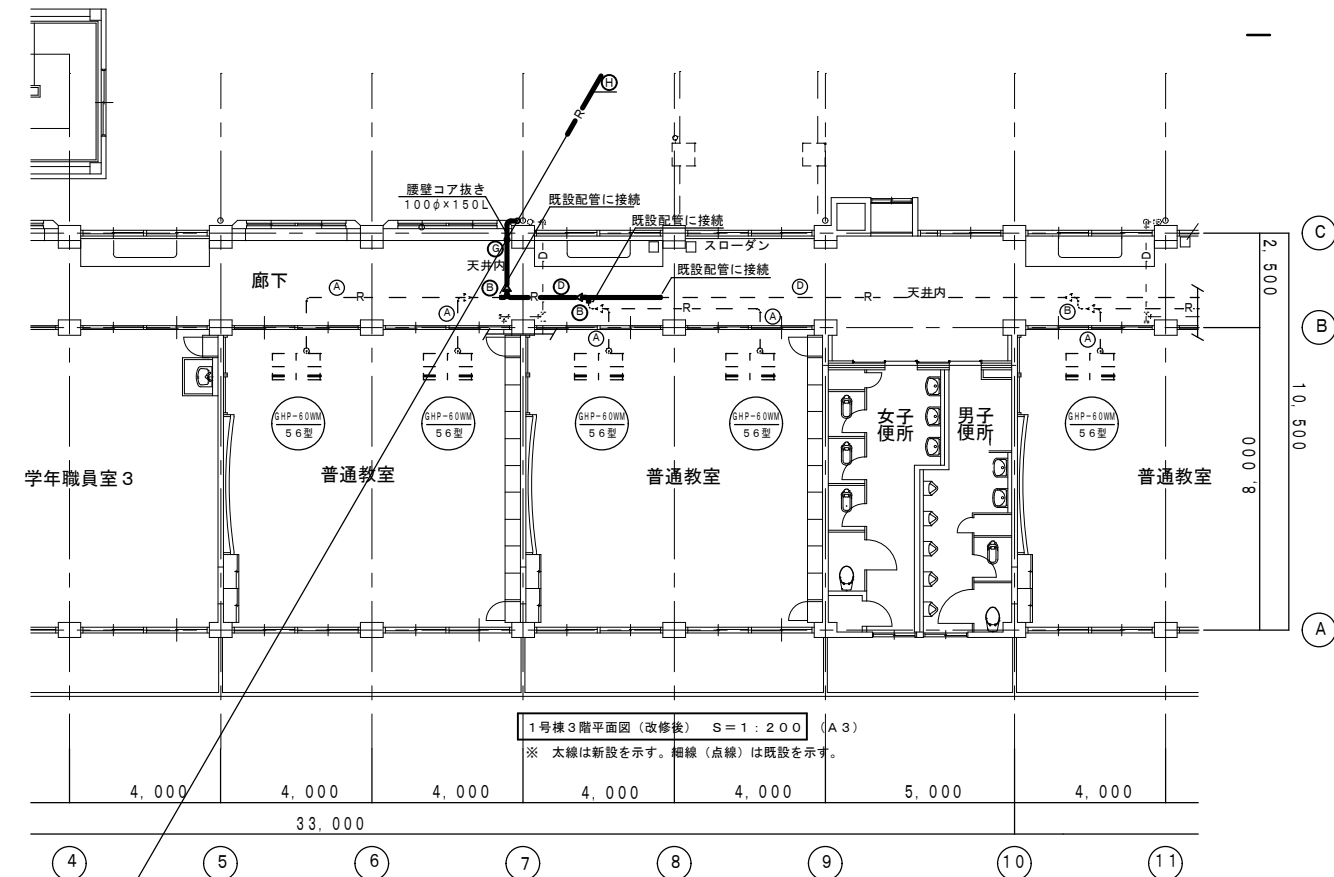 H
R
腰壁コア抜き
100φ×150L
既設配管に接続
既設配管に接続
C
G
D
スローダン
D
天井内
既設配管に接続
2,500
廊下
A
B
D
D
R
R
R
天井内
R
A
B
R
A
B
A
A
B
GHP-60WM
56型
GHP-60WM
56型
GHP-60WM
56型
GHP-60WM
56型
GHP-60WM
56型
女子
便所
男子
便所
10,500
8,000
学年職員室3
普通教室
普通教室
普通教室
A
1号棟3階平面図(改修後) S=1:200 (A3)
※ 太線は新設を示す。細線(点線)は既設を示す。
4,000 4,000 4,000 4,000 4,000 5,000 4,000
33,000
4 5 6 7 8 9 10 11